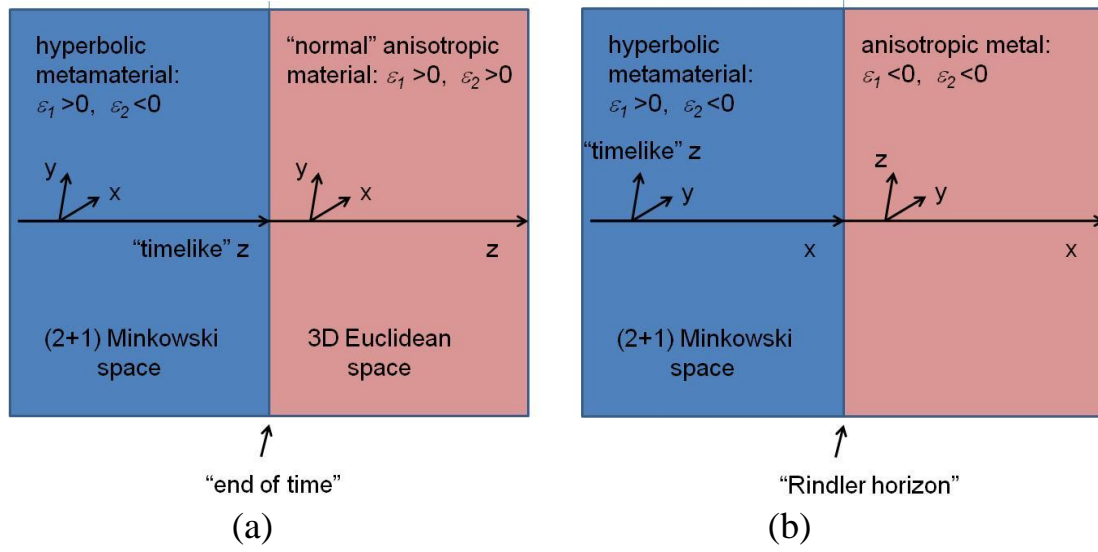 hyperbolic
metamaterial:
ε1 >0, ε2 <0
y
x
"timelike" z
(2+1) Minkowski
space
“normal” anisotropic
material: ε1 >0, ε2 >0
y
x
z
3D Euclidean
space
“end of time”
(a)
hyperbolic
metamaterial:
ε1 >0, ε2 <0
“timelike” z
y
x
(2+1) Minkowski
space
anisotropic metal:
ε1 <0, ε2 <0
z
y
x
“Rindler horizon”
(b)